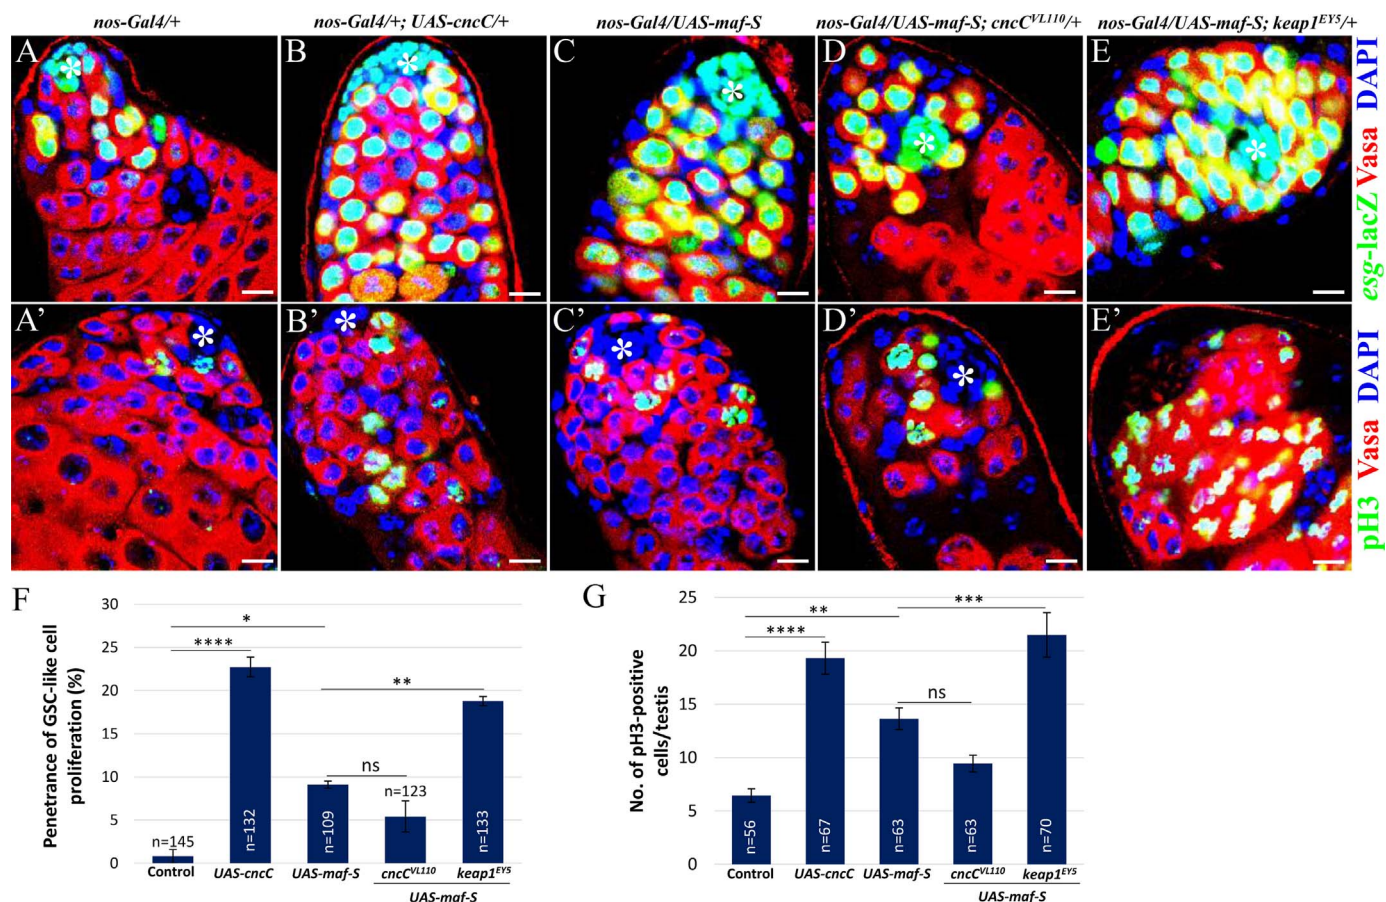 nos-Gal4/+ nos-Gal4/+; UAS-cncC/+ nos-Gal4/UAS-maf-S nos-Gal4/UAS-maf-S; cncC^VL110/+ nos-Gal4/UAS-maf-S; keap1^EY5/+
A B C D E
* * * * *
esg-lacZ Vasa DAPI
A' B' C' D' E'
* * * *
pH3 Vasa DAPI
F
Penetrance of GSC-like cell
proliferation (%)
30
25
20
15
10
5
0
*
****
**
ns
n=145 n=132 n=109 n=123 n=133
Control UAS-cncC UAS-maf-S cncC^VL110 keap1^EY5
UAS-maf-S
G
No. of pH3-positive
cells/testis
25
20
15
10
5
0
**
****
***
ns
n=56 n=67 n=63 n=63 n=70
Control UAS-cncC UAS-maf-S cncC^VL110 keap1^EY5
UAS-maf-S